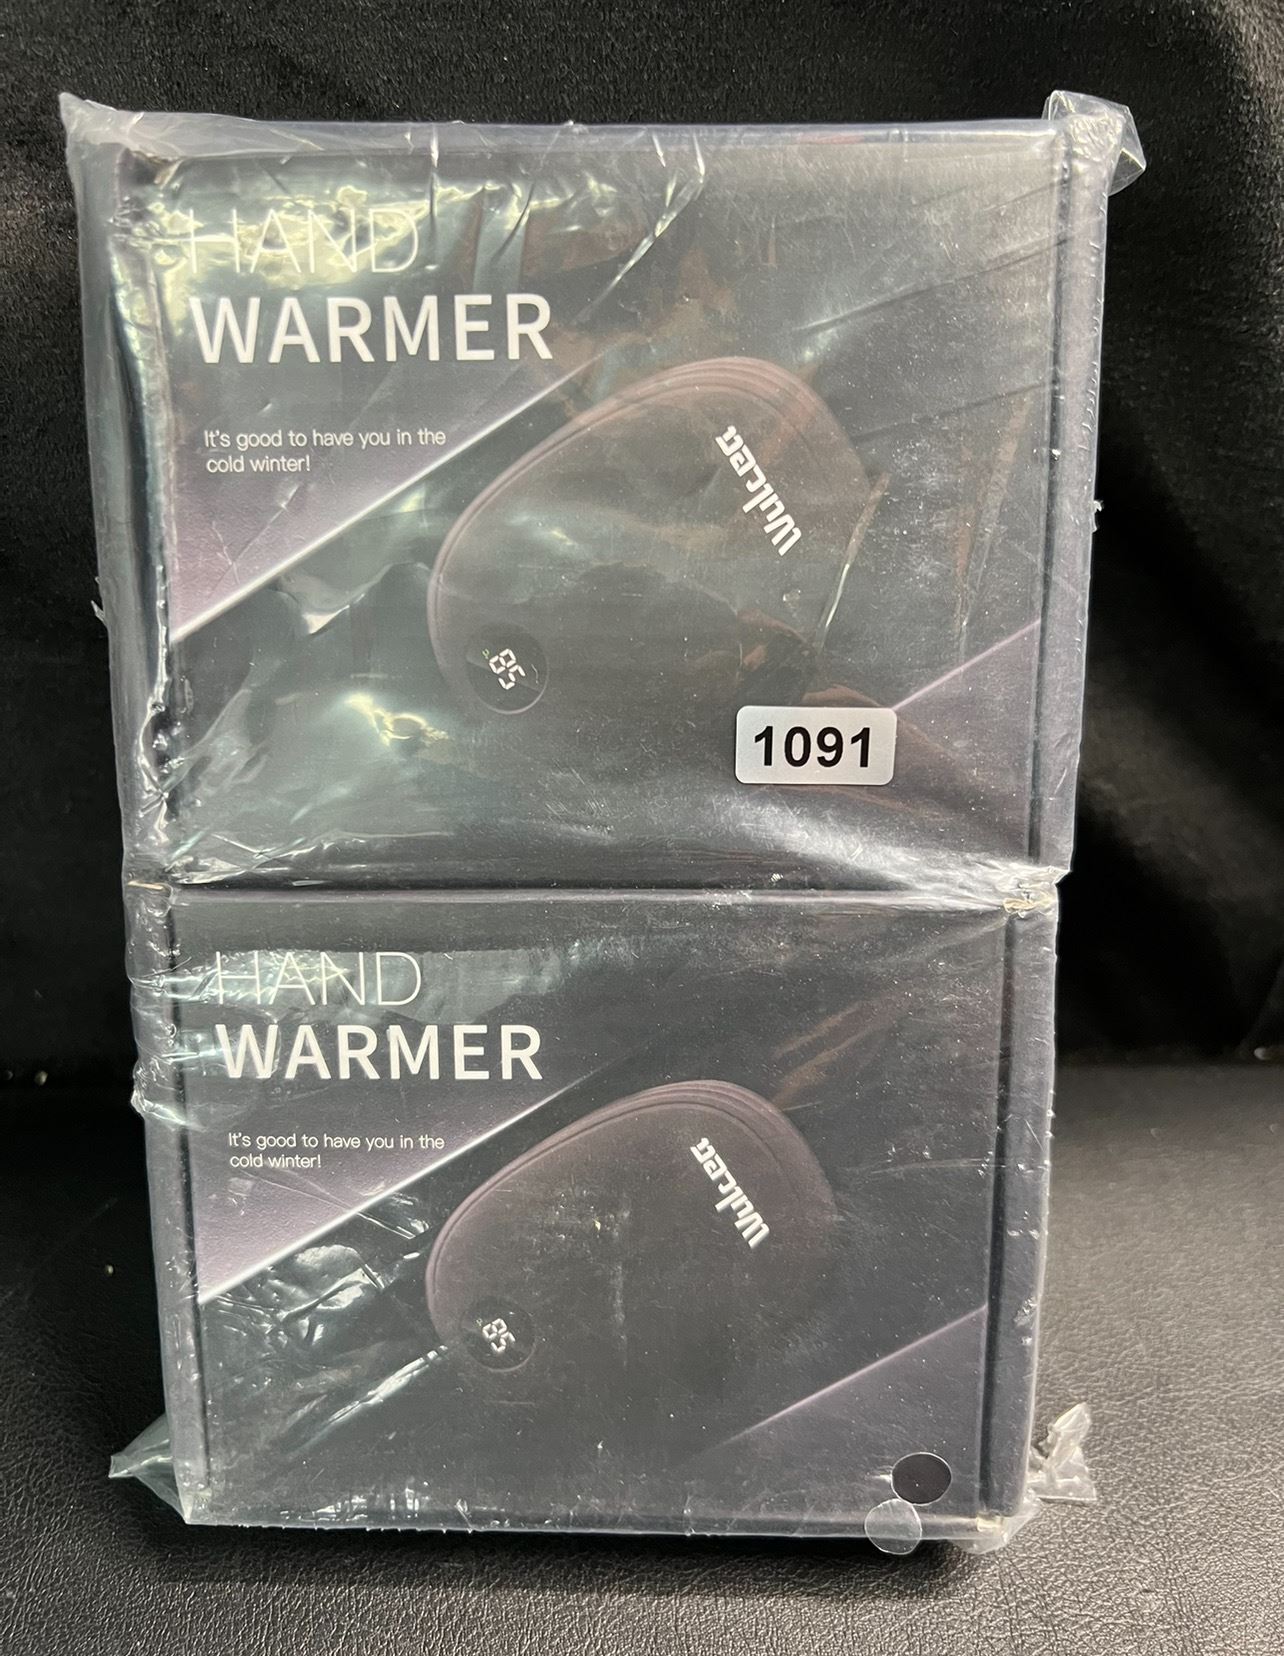 HAND
WARMER
It's good to have you in the
cold winter!
Wulcea
85
1091
HAND
WARMER
It's good to have you in the
cold winter!
Wulcea
85